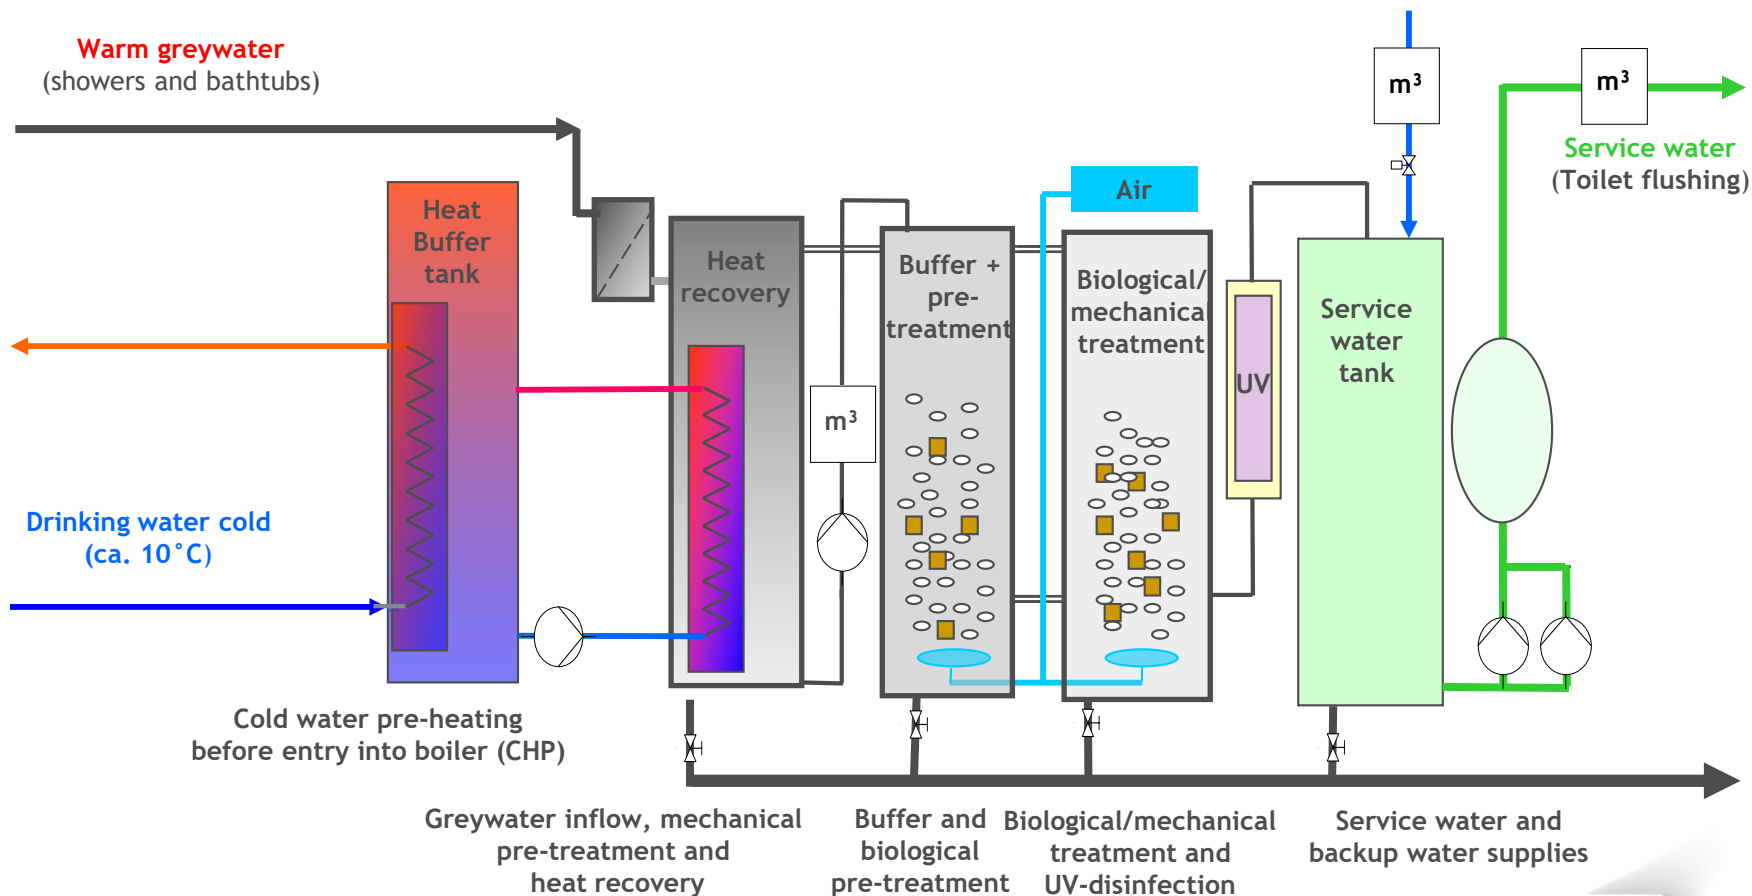 Warm greywater
(showers and bathtubs)
m³
m³
Service water
(Toilet flushing)
Air
Heat
Buffer
tank
Heat
recovery
Buffer +
pre-
treatment
Biological/
mechanical
treatment
Service
water
tank
UV
m³
Drinking water cold
(ca. 10°C)
Cold water pre-heating
before entry into boiler (CHP)
Greywater inflow, mechanical
pre-treatment and
heat recovery
Buffer and
biological
pre-treatment
Biological/mechanical
treatment and
UV-disinfection
Service water and
backup water supplies